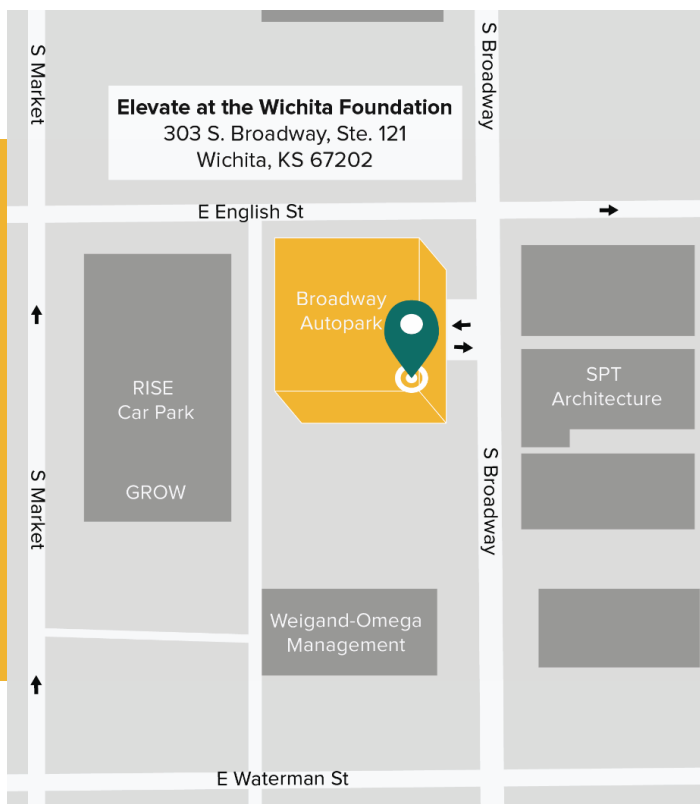 S Market
S Broadway
Elevate at the Wichita Foundation
303 S. Broadway, Ste. 121
Wichita, KS 67202
E English St
Broadway
Autopark
RISE
Car Park
SPT
Architecture
GROW
S Market
S Broadway
Weigand-Omega
Management
E Waterman St